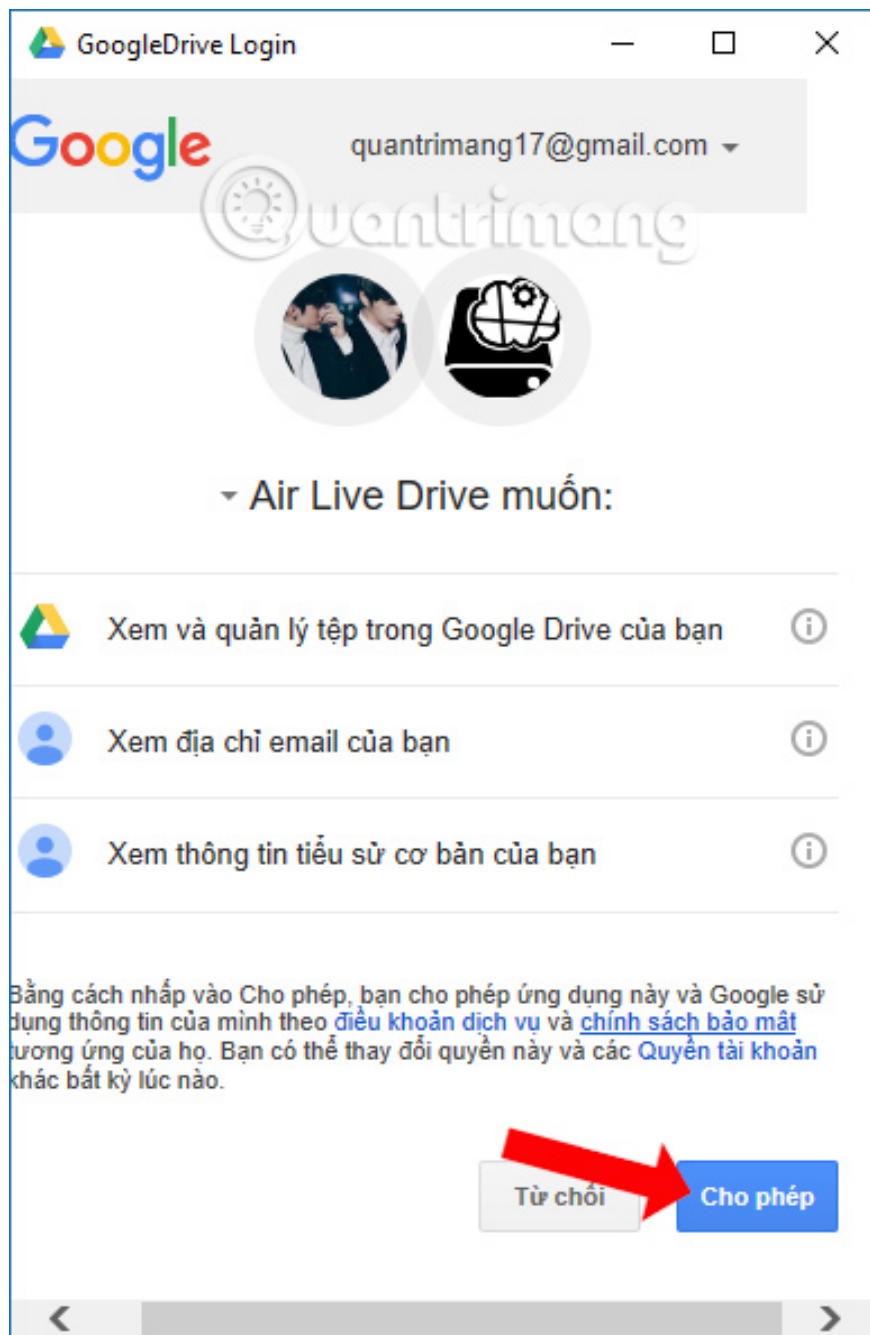 GoogleDrive Login
Google
quantrimang17@gmail.com
Quantrimang
Air Live Drive muốn:
Xem và quản lý tệp trong Google Drive của bạn
Xem địa chỉ email của bạn
Xem thông tin tiểu sử cơ bản của bạn
Bằng cách nhấp vào Cho phép, bạn cho phép ứng dụng này và Google sử
dụng thông tin của mình theo điều khoản dịch vụ và chính sách bảo mật
tương ứng của họ. Bạn có thể thay đổi quyền này và các Quyền tài khoản
khác bất kỳ lúc nào.
Từ chối
Cho phép